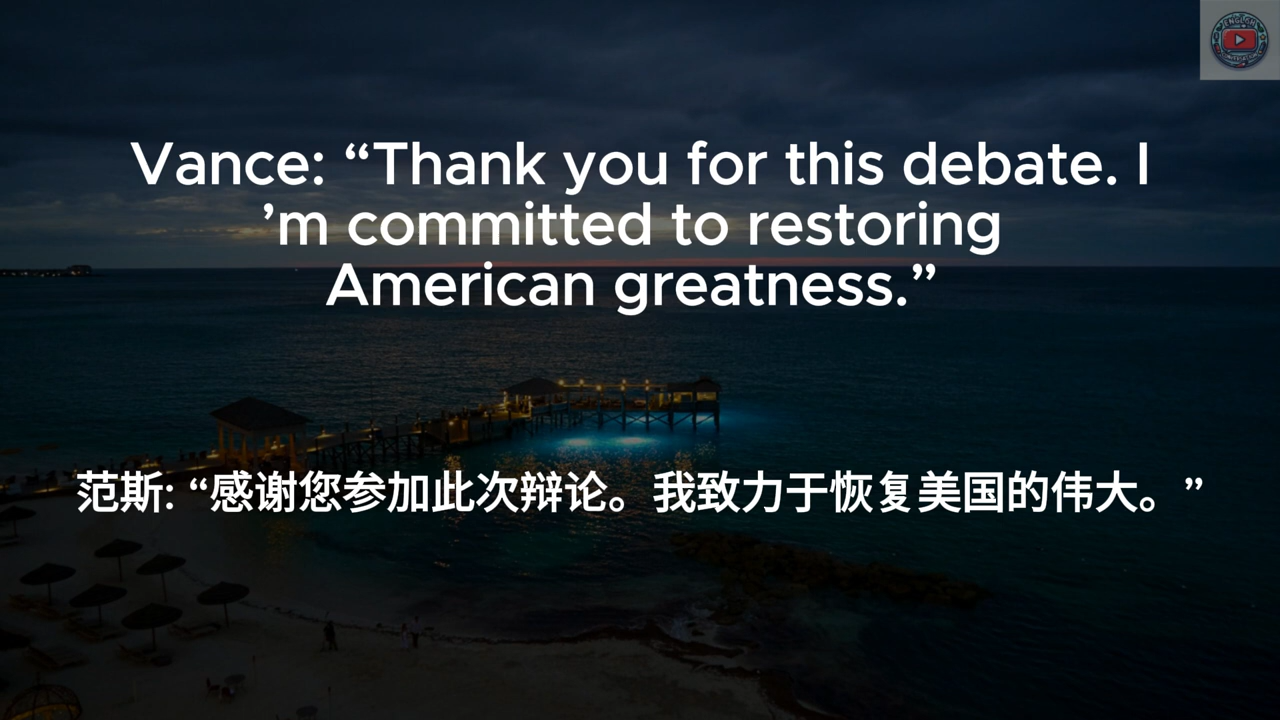 Vance: “Thank you for this debate. I
’m committed to restoring
American greatness.”
范斯: “感谢您参加此次辩论。我致力于恢复美国的伟大。”